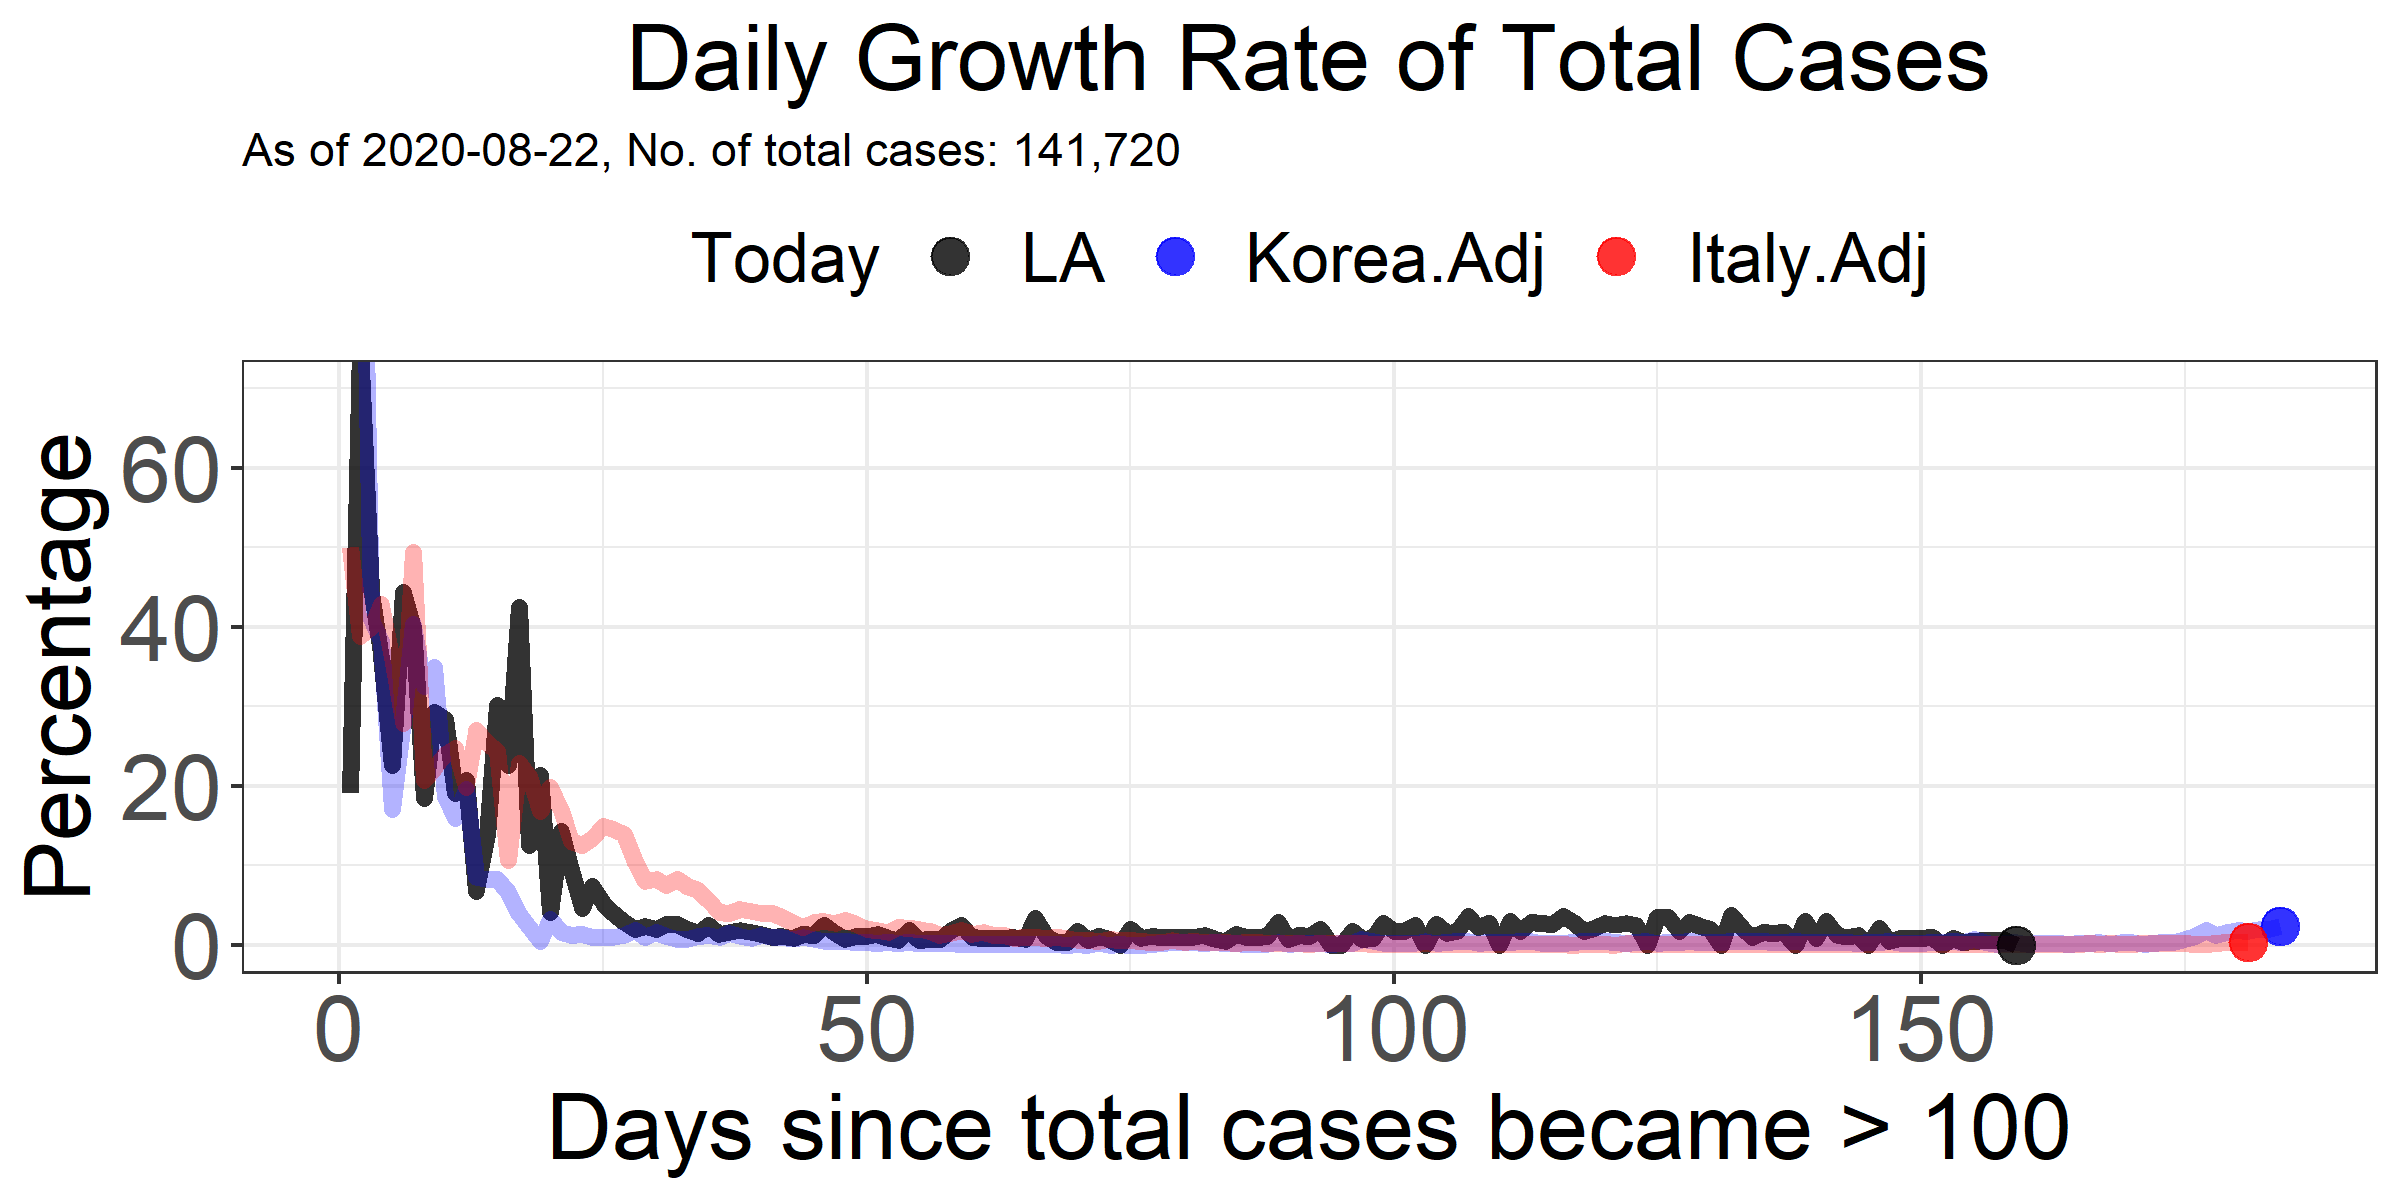 Daily Growth Rate of Total Cases
As of 2020-08-22, No. of total cases: 141,720
Today LA Korea.Adj Italy.Adj
Percentage
60
40
20
0
0 50 100 150
Days since total cases became > 100